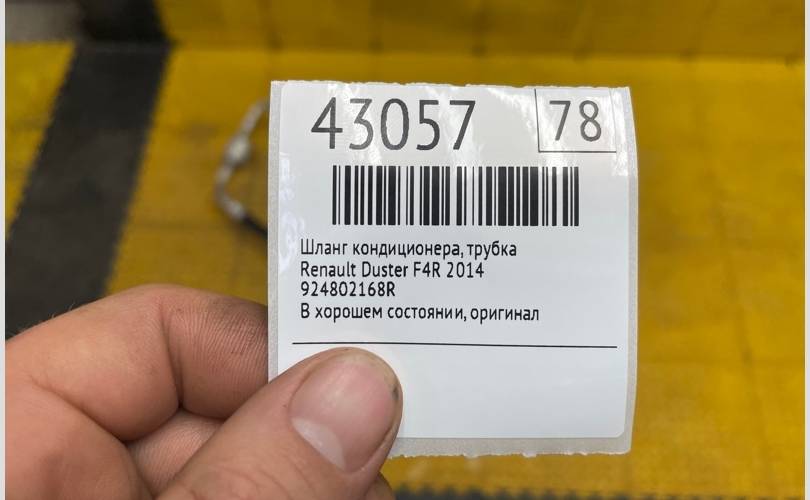 43057
78
Шланг кондиционера, трубка
Renault Duster F4R 2014
924802168R
В хорошем состоянии, оригинал